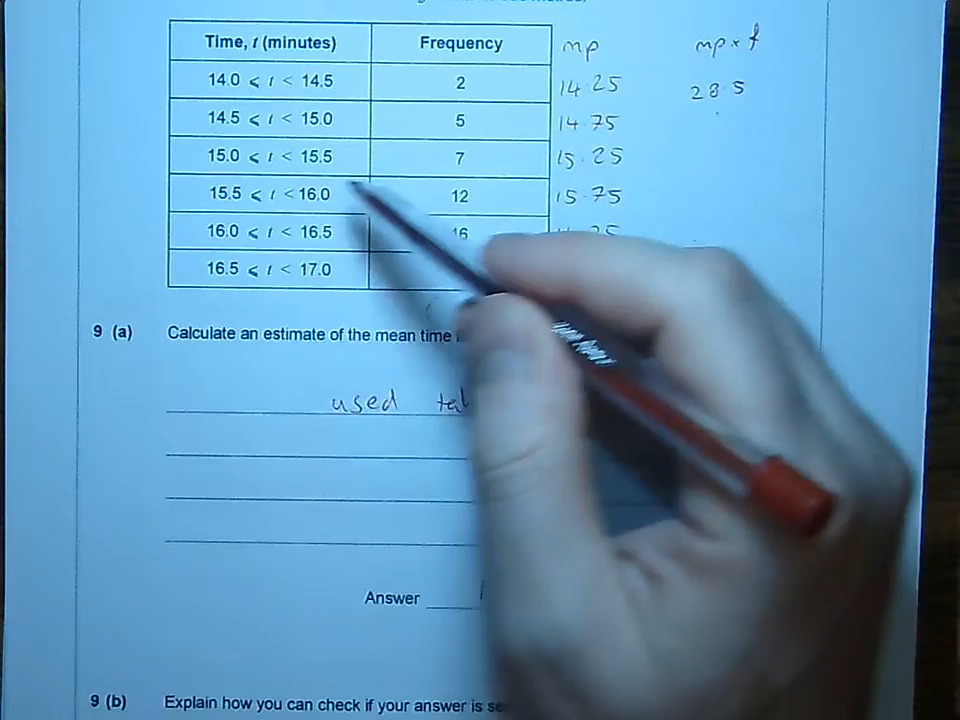 Time, t (minutes) Frequency mp mp x f
14.0 ⩽ t < 14.5 2 14.25 28.5
14.5 ⩽ t < 15.0 5 14.75
15.0 ⩽ t < 15.5 7 15.25
15.5 ⩽ t < 16.0 12 15.75
16.0 ⩽ t < 16.5 16
16.5 ⩽ t < 17.0
9 (a) Calculate an estimate of the mean time
used
Answer
9 (b) Explain how you can check if your answer is